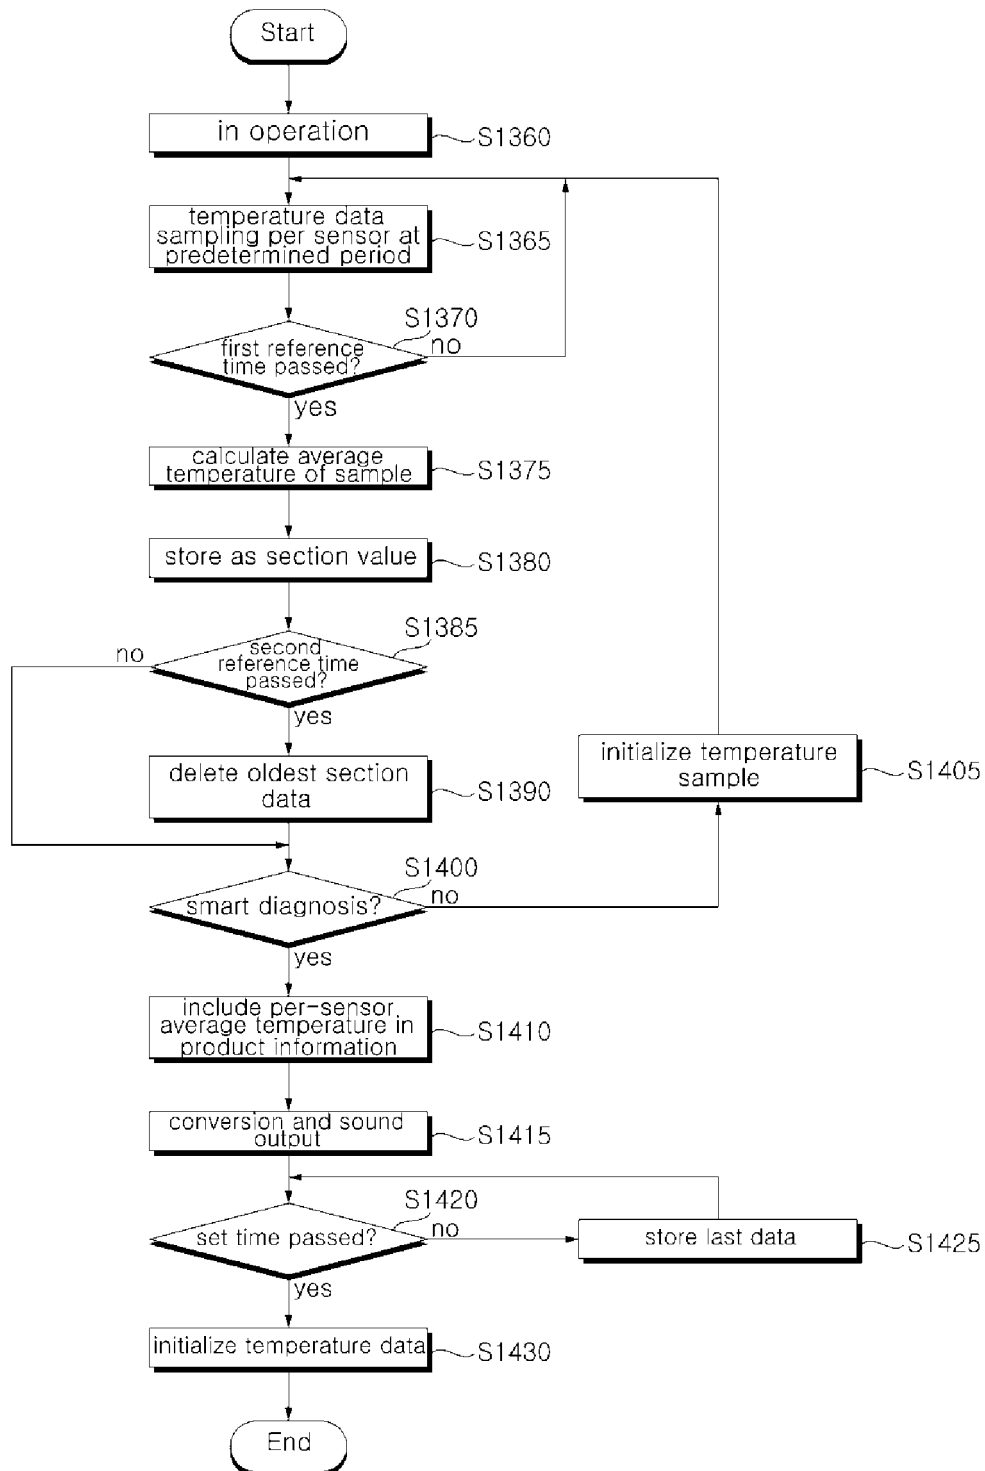 Start
in operation
S1360
temperature data
sampling per sensor at
predetermined period
S1365
S1370
first reference
time passed?
no
yes
calculate average
temperature of sample
S1375
store as section value
S1380
S1385
no
second
reference time
passed?
yes
delete oldest section
data
S1390
initialize temperature
sample
S1405
S1400
smart diagnosis?
no
yes
include per-sensor
average temperature in
product information
S1410
conversion and sound
output
S1415
S1420
set time passed?
no
store last data
S1425
yes
initialize temperature data
S1430
End